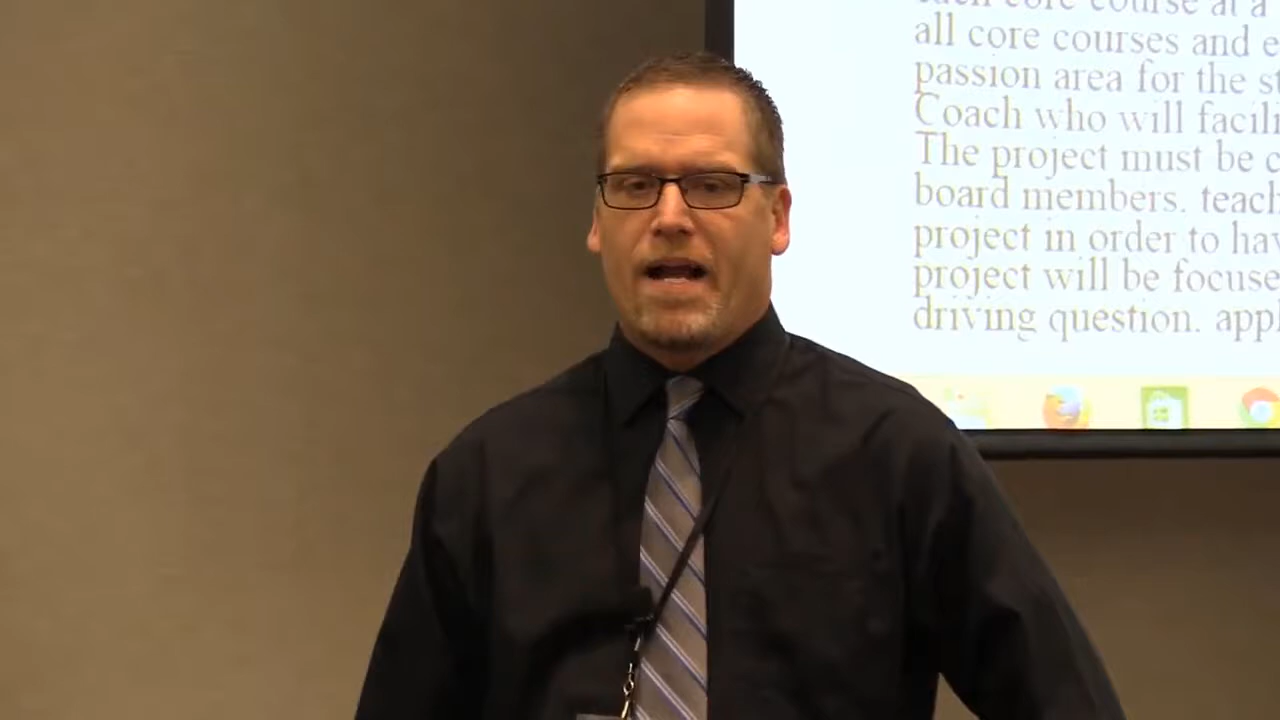 each core course at a
all core courses and e
passion area for the st
Coach who will facili
The project must be c
board members. teach
project in order to hav
project will be focuse
driving question. appl